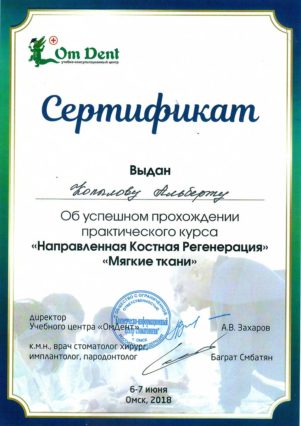 Om Dent
учебно-консультационный центр
Сертификат
Выдан
Копылову Альберту
Об успешном прохождении
практического курса
«Направленная Костная Регенерация»
«Мягкие ткани»
директор
Учебного центра «ОмДент»
А.В. Захаров
к.м.н., врач стоматолог хирург,
имплантолог, пародонтолог
Баграт Смбатян
6-7 июня
Омск, 2018